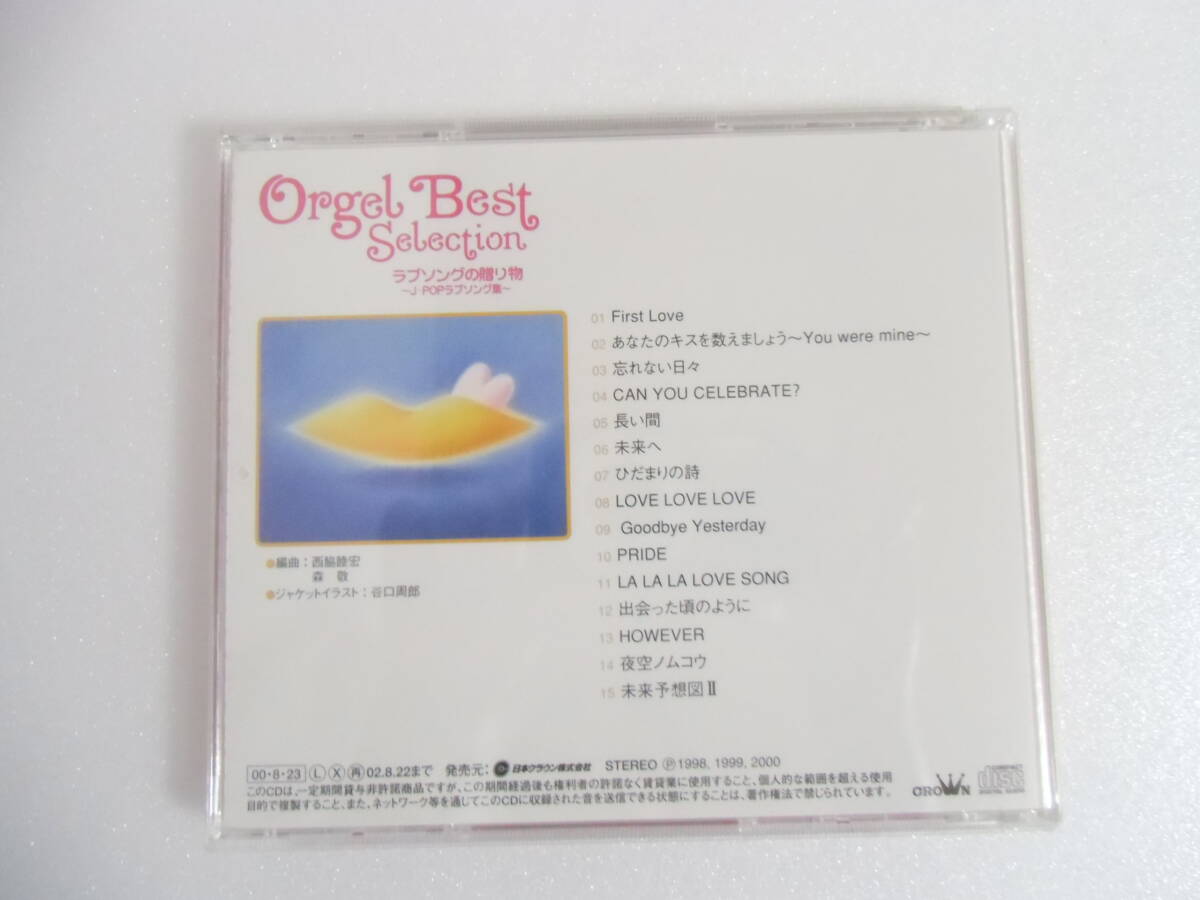 Orgel Best
Selection
ラブソングの贈り物
～J-POPラブソング集～
01 First Love
02 あなたのキスを数えましょう～You were mine～
03 忘れない日々
04 CAN YOU CELEBRATE?
05 長い間
06 未来へ
07 ひだまりの詩
08 LOVE LOVE LOVE
09 Goodbye Yesterday
10 PRIDE
11 LA LA LA LOVE SONG
12 出会った頃のように
13 HOWEVER
14 夜空ノムコウ
15 未来予想図Ⅱ
●編曲：西脇睦宏
森 敬
●ジャケットイラスト：谷口周郎
00・8・23 Ⓛ Ⓧ ㊞02.8.22まで 発売元： 日本クラウン株式会社 STEREO Ⓟ1998, 1999, 2000
このCDは、一定期間貸与非許諾商品ですが、この期間経過後も権利者の許諾なく賃貸業に使用すること、個人的な範囲を超える使用
目的で複製すること、また、ネットワーク等を通じてこのCDに収録された音を送信できる状態にすることは、著作権法で禁じられています。
CROWN
COMPACT
disc
DIGITAL AUDIO